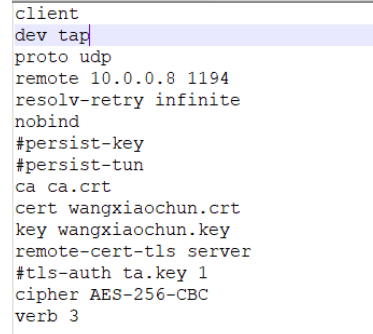 client
dev tap
proto udp
remote 10.0.0.8 1194
resolv-retry infinite
nobind
#persist-key
#persist-tun
ca ca.crt
cert wangxiaochun.crt
key wangxiaochun.key
remote-cert-tls server
#tls-auth ta.key 1
cipher AES-256-CBC
verb 3